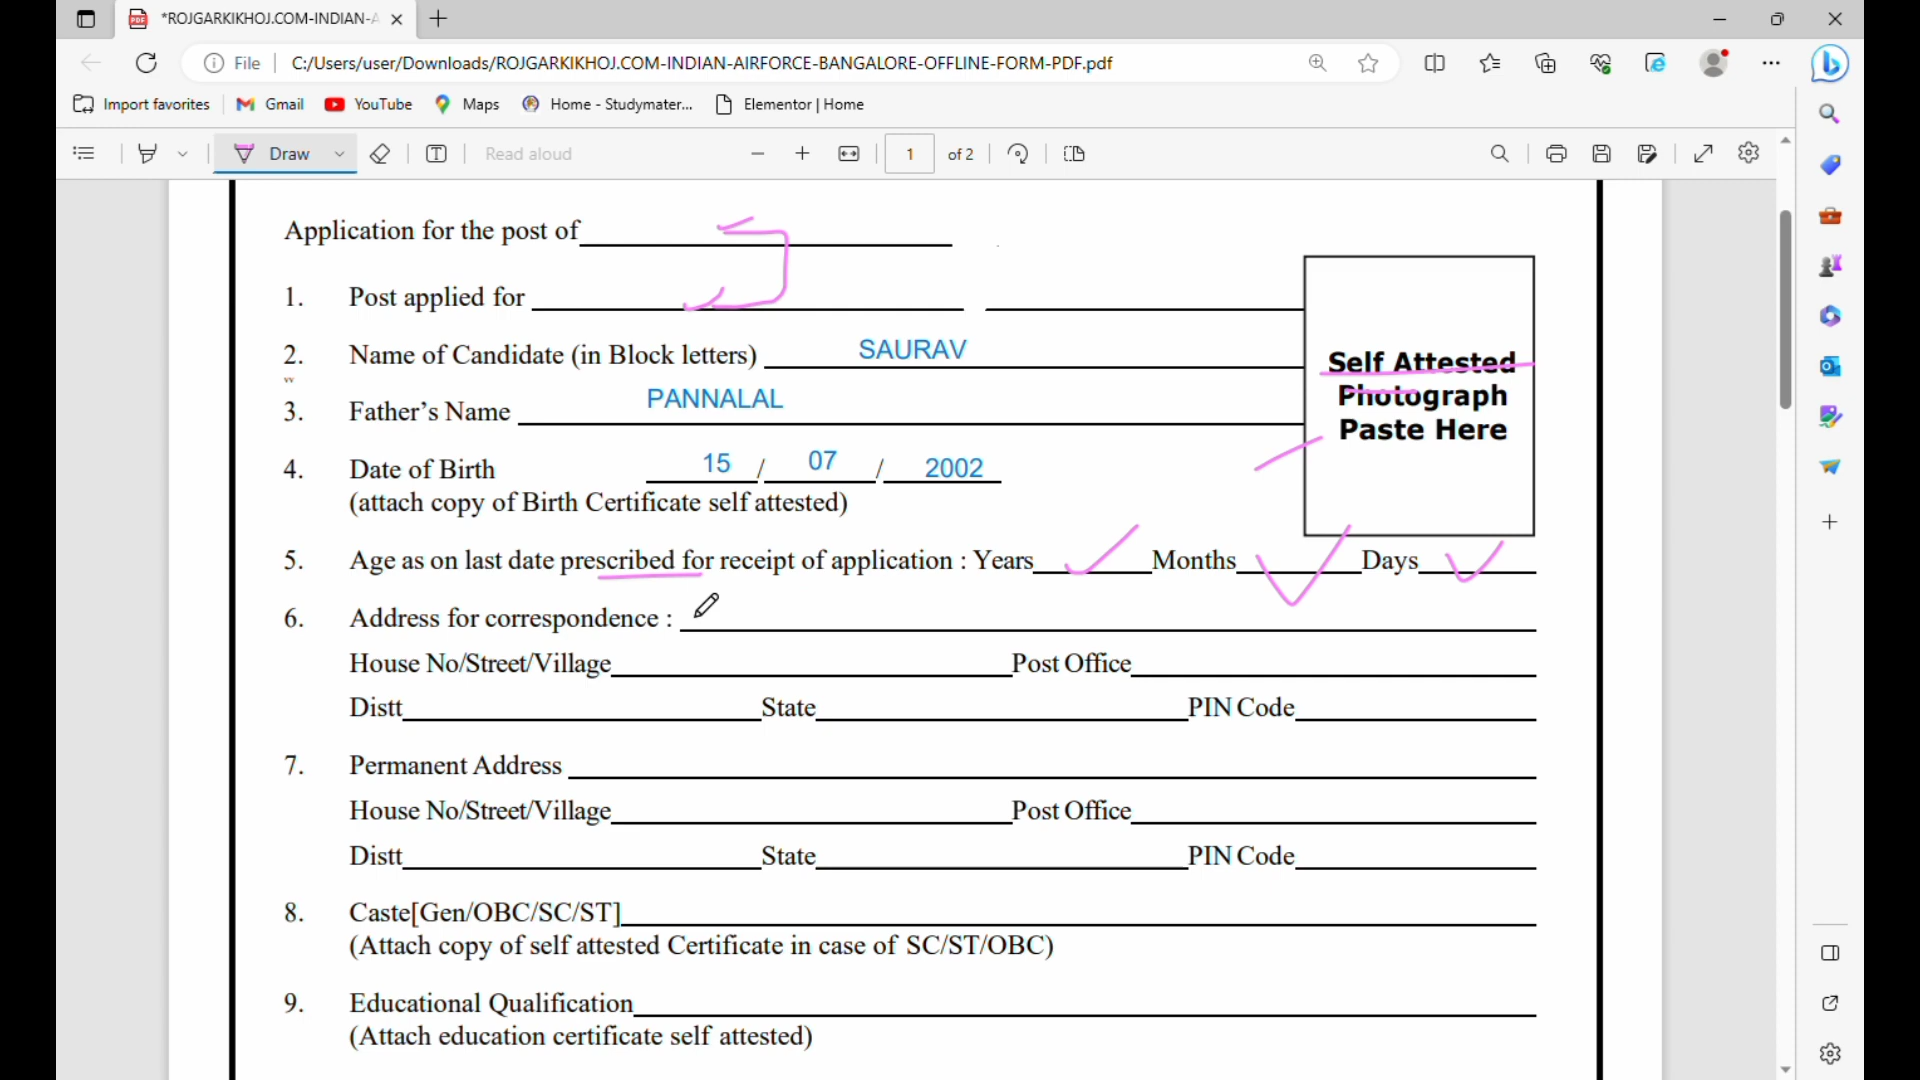 *ROJGARKIKHOJ.COM-INDIAN-A
File C:/Users/user/Downloads/ROJGARKIKHOJ.COM-INDIAN-AIRFORCE-BANGALORE-OFFLINE-FORM-PDF.pdf
Import favorites Gmail YouTube Maps Home - Studymater... Elementor | Home
Draw Read aloud 1 of 2
Application for the post of
1. Post applied for
2. Name of Candidate (in Block letters) SAURAV
3. Father's Name PANNALAL
Self Attested
Photograph
Paste Here
4. Date of Birth 15 / 07 / 2002
(attach copy of Birth Certificate self attested)
5. Age as on last date prescribed for receipt of application : Years Months Days
6. Address for correspondence :
House No/Street/Village Post Office
Distt State PIN Code
7. Permanent Address
House No/Street/Village Post Office
Distt State PIN Code
8. Caste[Gen/OBC/SC/ST]
(Attach copy of self attested Certificate in case of SC/ST/OBC)
9. Educational Qualification
(Attach education certificate self attested)